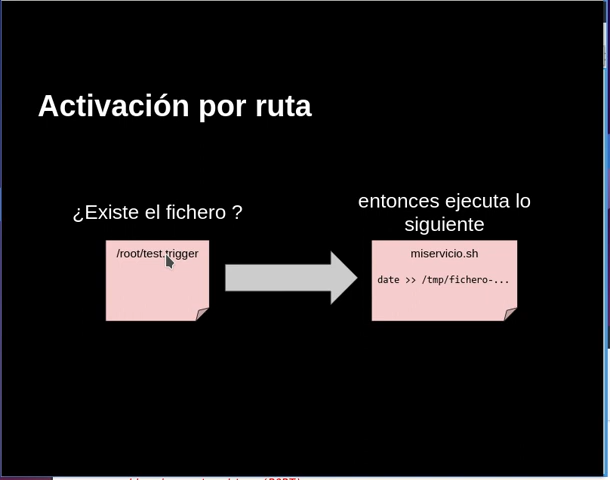 Activación por ruta
¿Existe el fichero ?
entonces ejecuta lo
siguiente
/root/test.trigger
miservicio.sh
date >> /tmp/fichero-...